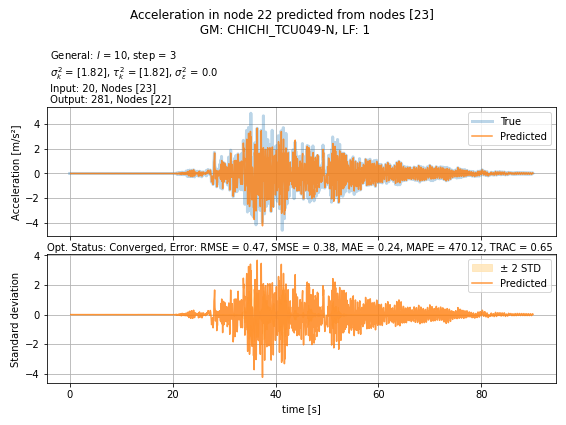 Acceleration in node 22 predicted from nodes [23]
GM: CHICHI_TCU049-N, LF: 1
General: l = 10, step = 3
σ²ₖ = [1.82], τ²ₖ = [1.82], σ²ε = 0.0
Input: 20, Nodes [23]
Output: 281, Nodes [22]
Acceleration [m/s²]
4
2
0
−2
−4
True
Predicted
Opt. Status: Converged, Error: RMSE = 0.47, SMSE = 0.38, MAE = 0.24, MAPE = 470.12, TRAC = 0.65
Standard deviation
4
2
0
−2
−4
± 2 STD
Predicted
0 20 40 60 80
time [s]